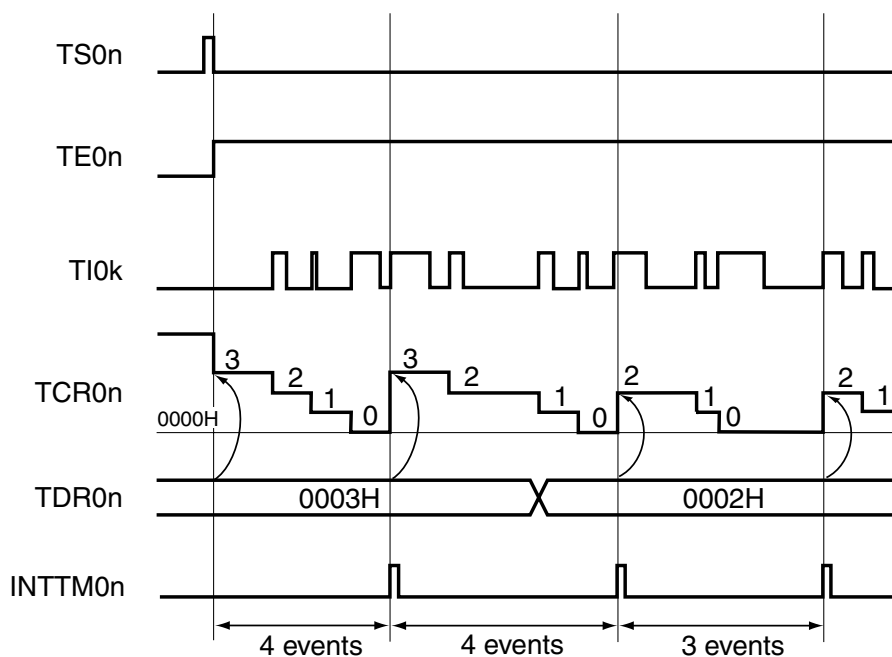 TS0n
TE0n
TI0k
TCR0n
3
2
1
0
3
2
1
0
2
1
0
2
1
0000H
TDR0n
0003H
0002H
INTTM0n
4 events
4 events
3 events